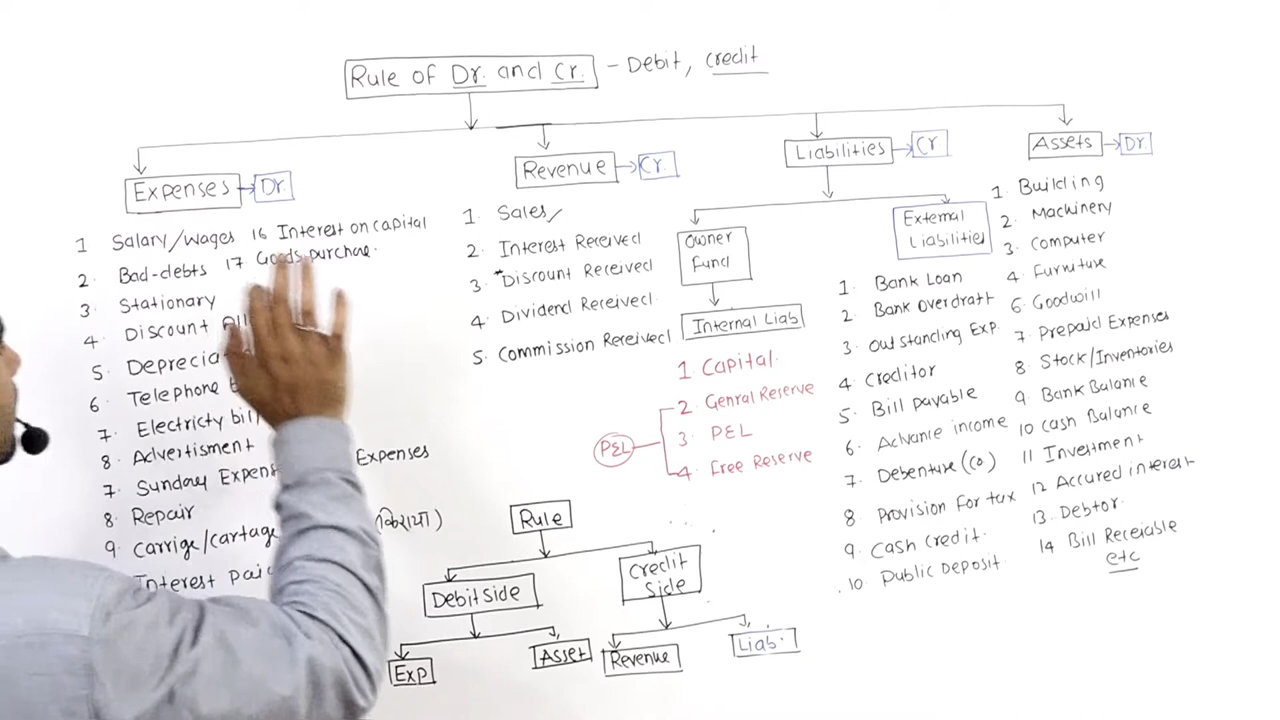 Rule of Dr. and Cr. – Debit, credit
Expenses → Dr.
1 Salary/wages
2. Bad-debts
3. Stationary
4. Discount All
5. Deprecia
6 Telephone
7. Electricty bill
8. Advertisment
7. Sunday Expens
Expenses
8. Repair
9. Carrige/cartage
(किराया)
Interest paid
16 Interest on capital
17 Goods purchase.
Revenue → Cr.
1. Sales/
2. Interest Received
3. *Discount Received
4. Dividend Received
5. Commission Received
Liabilities → Cr
Owner
Fund
Internal Liab
1 Capital.
2. Genral Reserve
3. P&L
4. Free Reserve
P&L
External
Liabilities
1. Bank Loan
2. Bank Overdraft
3. Outstanding Exp.
4. Creditor
5. Bill payable
6. Advance income
7. Debenture (co)
8 Provision for tax
9. Cash credit.
10 Public Deposit
Assets → Dr.
1. Building
2. Machinery
3. Computer
4 Furniture
6. Goodwill
7. Prepaid Expenses
8. Stock/Inventories
9. Bank Balance
10 Cash Balance
11 Investment
12 Accured interest
13. Debtor.
14 Bill Receiable
etc
Rule
Debit Side
Exp
Asset
Credit
Side
Revenue
Liab.